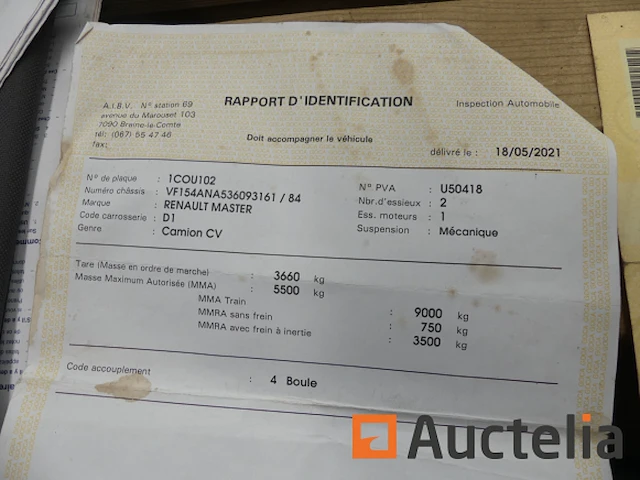 A.I.B.V. N° station 69
avenue du Marouset 103
7090 Braine-le-Comte
tél: (067) 55 47 46
fax:
RAPPORT D'IDENTIFICATION
Inspection Automobile
Doit accompagner le véhicule
délivré le : 18/05/2021
N° de plaque : 1COU102
Numéro châssis : VF154ANA536093161 / 84
Marque : RENAULT MASTER
Code carrosserie : D1
Genre : Camion CV
N° PVA : U50418
Nbr.d'essieux : 2
Ess. moteurs : 1
Suspension : Mécanique
Tare (Masse en ordre de marche) : 3660 kg
Masse Maximum Autorisée (MMA) : 5500 kg
MMA Train : 9000 kg
MMRA sans frein : 750 kg
MMRA avec frein à inertie : 3500 kg
Code accouplement : 4 Boule
Auctelia